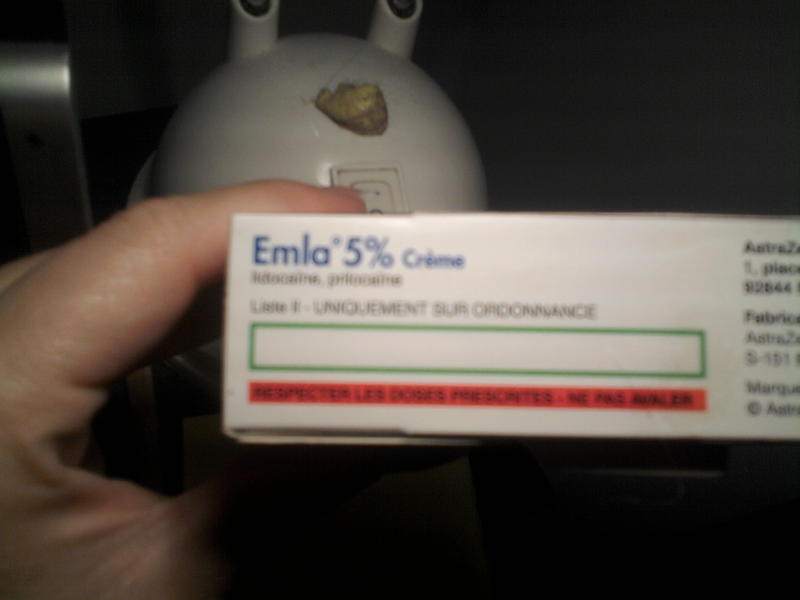 Emla® 5% Crème
lidocaïne, prilocaïne
Liste II - UNIQUEMENT SUR ORDONNANCE
RESPECTER LES DOSES PRESCRITES - NE PAS AVALER
AstraZe
1, place
92844
Fabrica
AstraZe
S-151
Marque
© Astra